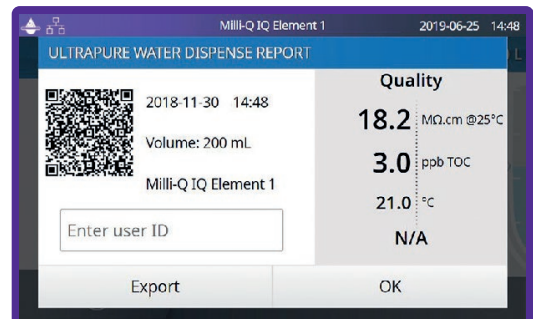 Milli-Q IQ Element 1 2019-06-25 14:48
ULTRAPURE WATER DISPENSE REPORT
2018-11-30 14:48
Volume: 200 mL
Milli-Q IQ Element 1
Enter user ID
Quality
18.2 MΩ.cm @25°C
3.0 ppb TOC
21.0 °C
N/A
Export OK